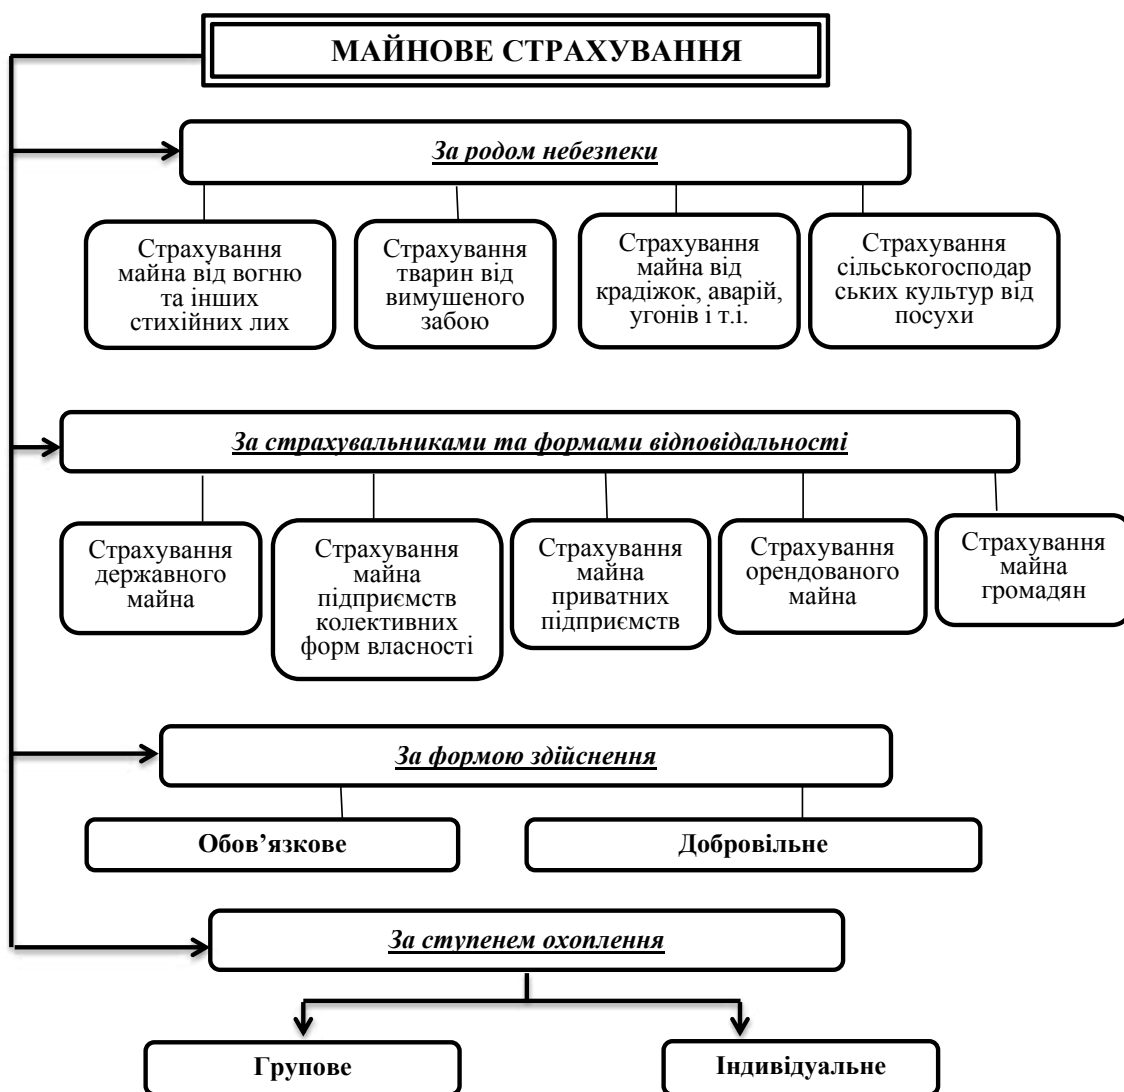 МАЙНОВЕ СТРАХУВАННЯ
За родом небезпеки
Страхування
майна від вогню
та інших
стихійних лих
Страхування
тварин від
вимушеного
забою
Страхування
майна від
крадіжок, аварій,
угонів і т.і.
Страхування
сільськогосподар
ських культур від
посухи
За страхувальниками та формами відповідальності
Страхування
державного
майна
Страхування
майна
підприємств
колективних
форм власності
Страхування
майна
приватних
підприємств
Страхування
орендованого
майна
Страхування
майна
громадян
За формою здійснення
Обов’язкове
Добровільне
За ступенем охоплення
Групове
Індивідуальне